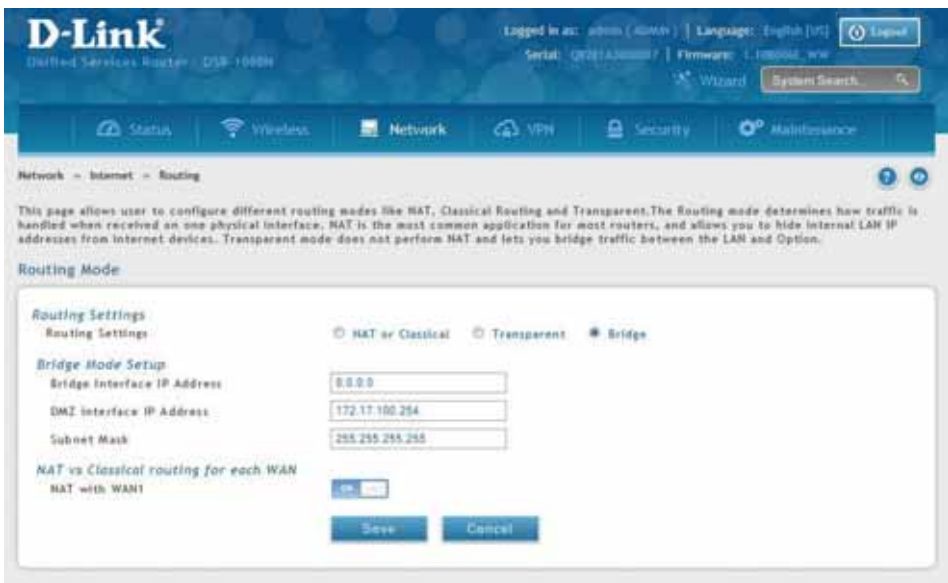 D-Link
Unified Services Router - DSR-1000N
Logged in as: admin ( ADMIN ) | Language: English [US]
Logout
Serial: | Firmware:
Wizard
System Search...
Status
Wireless
Network
VPN
Security
Maintenance
Network » Internet » Routing
This page allows user to configure different routing modes like NAT, Classical Routing and Transparent.The Routing mode determines how traffic is
handled when received on one physical interface. NAT is the most common application for most routers, and allows you to hide internal LAN IP
addresses from internet devices. Transparent mode does not perform NAT and lets you bridge traffic between the LAN and Option.
Routing Mode
Routing Settings
Routing Settings NAT or Classical Transparent Bridge
Bridge Mode Setup
Bridge Interface IP Address 0.0.0.0
DMZ Interface IP Address 172.17.100.254
Subnet Mask 255.255.255.255
NAT vs Classical routing for each WAN
NAT with WAN1 ON
Save Cancel